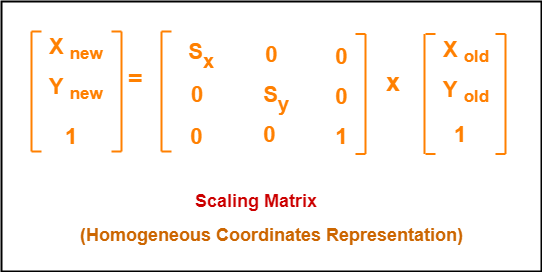 X new = Sx 0 0 x X old
Y new 0 Sy 0 Y old
1 0 0 1 1
Scaling Matrix
(Homogeneous Coordinates Representation)